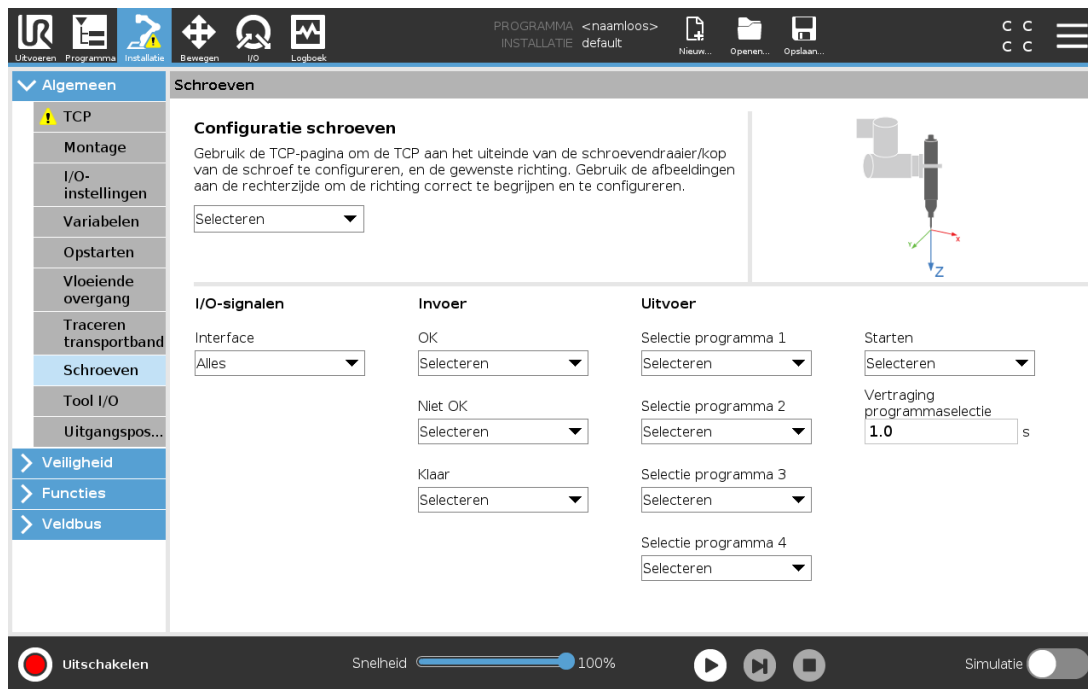 PROGRAMMA <naamloos>
INSTALLATIE default
C C
C C
Uitvoeren Programma Installatie Bewegen I/O Logboek Nieuw... Openen... Opslaan...
Algemeen
TCP
Montage
I/O-
instellingen
Variabelen
Opstarten
Vloeiende
overgang
Traceren
transportband
Schroeven
Tool I/O
Uitgangspos...
Veiligheid
Functies
Veldbus
Schroeven
Configuratie schroeven
Gebruik de TCP-pagina om de TCP aan het uiteinde van de schroevendraaier/kop
van de schroef te configureren, en de gewenste richting. Gebruik de afbeeldingen
aan de rechterzijde om de richting correct te begrijpen en te configureren.
Selecteren
Y
X
Z
I/O-signalen
Interface
Alles
Invoer
OK
Selecteren
Niet OK
Selecteren
Klaar
Selecteren
Uitvoer
Selectie programma 1
Selecteren
Selectie programma 2
Selecteren
Selectie programma 3
Selecteren
Selectie programma 4
Selecteren
Starten
Selecteren
Vertraging
programmaselectie
1.0 s
Uitschakelen
Snelheid 100%
Simulatie